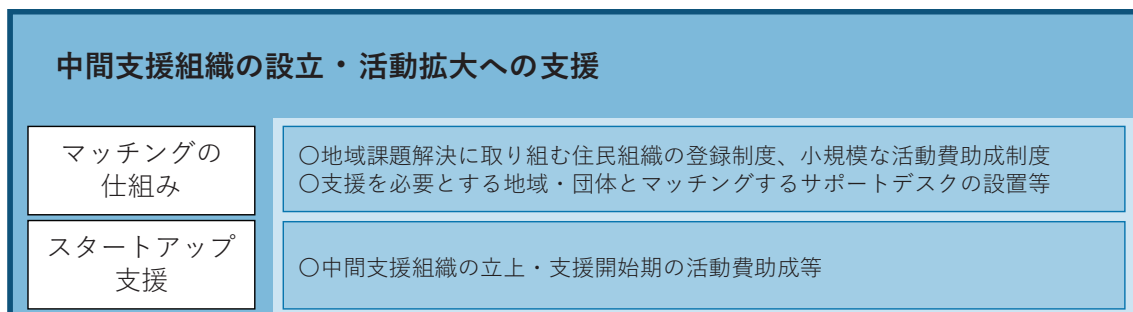 中間支援組織の設立・活動拡大への支援
マッチングの
仕組み
〇地域課題解決に取り組む住民組織の登録制度、小規模な活動費助成制度
〇支援を必要とする地域・団体とマッチングするサポートデスクの設置等
スタートアップ
支援
〇中間支援組織の立上・支援開始期の活動費助成等